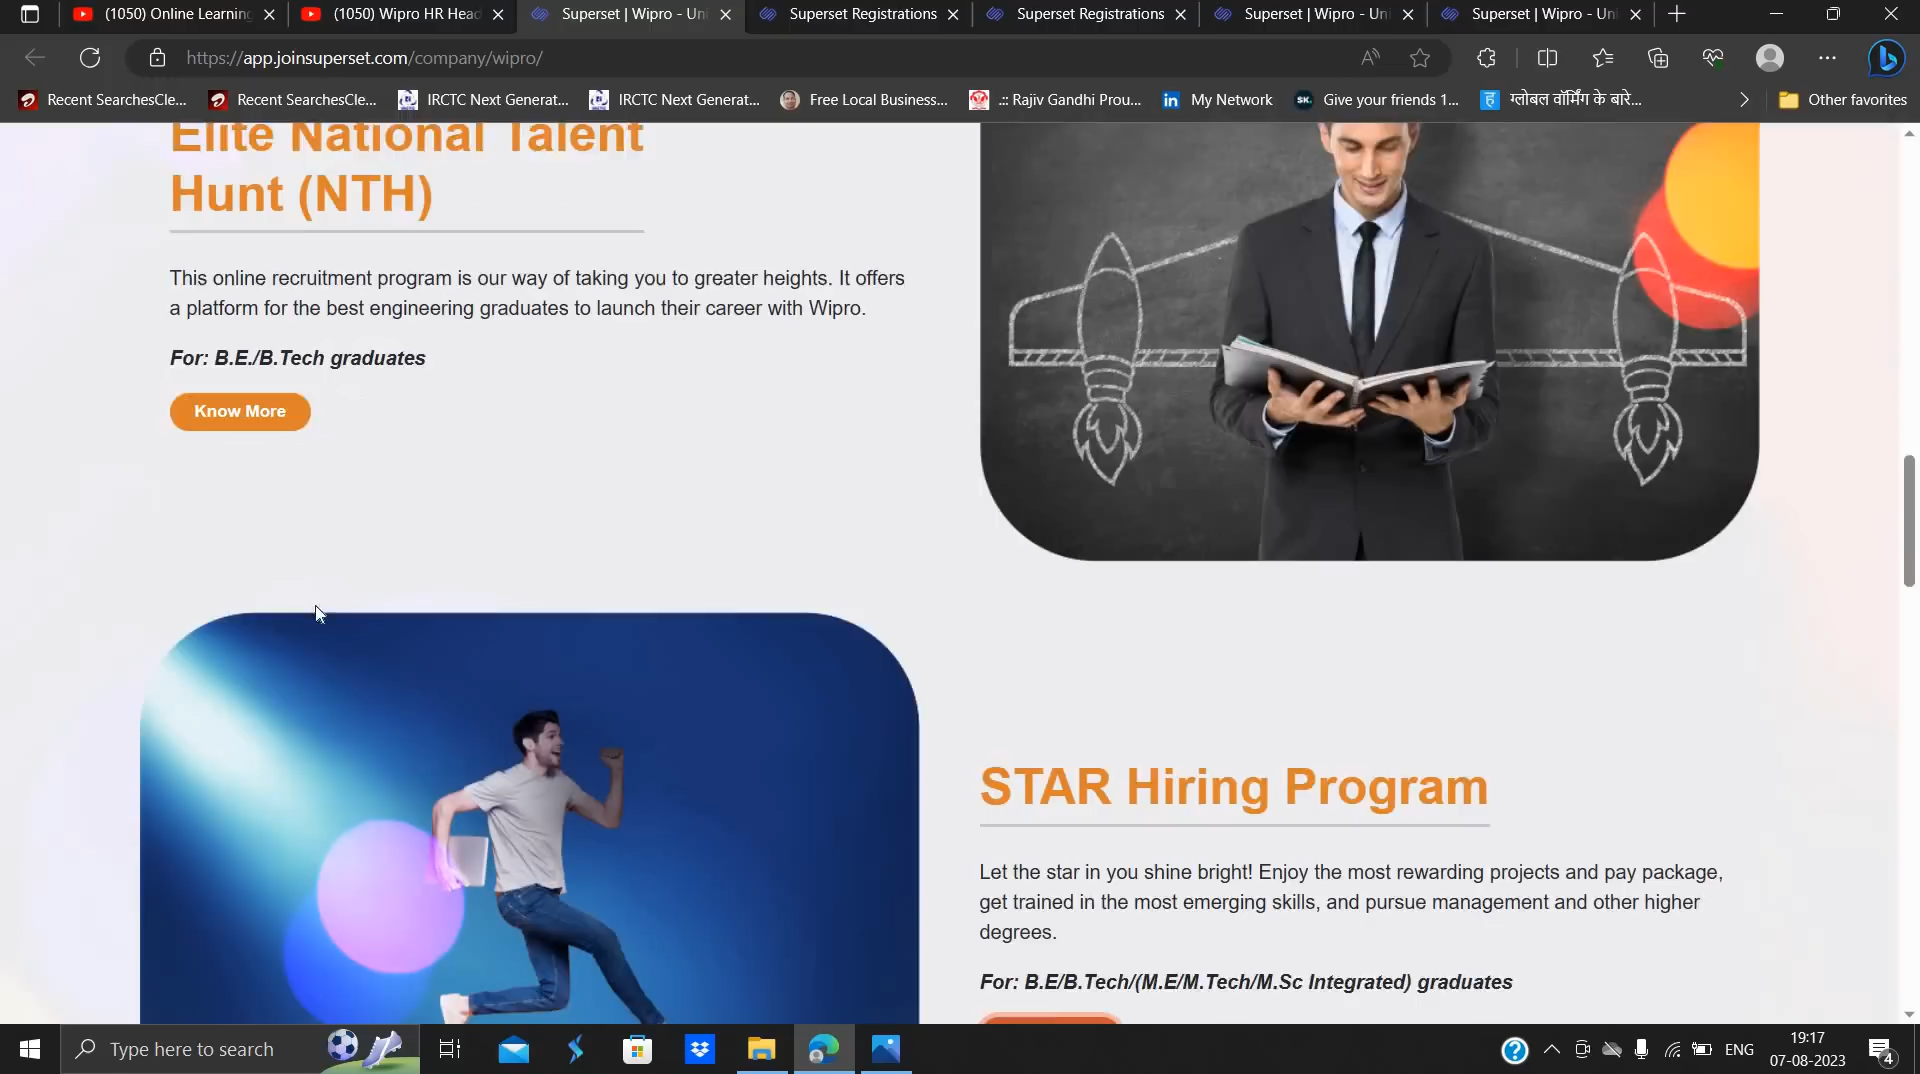 (1050) Online Learning
(1050) Wipro HR Head
Superset | Wipro - Uni
Superset Registrations
Superset Registrations
Superset | Wipro - Uni
Superset | Wipro - Uni
https://app.joinsuperset.com/company/wipro/
Recent SearchesCle...
Recent SearchesCle...
IRCTC Next Generat...
IRCTC Next Generat...
Free Local Business...
.:: Rajiv Gandhi Prou...
in My Network
SK. Give your friends 1...
ह ग्लोबल वॉर्मिंग के बारे...
Other favorites
Elite National Talent
Hunt (NTH)
This online recruitment program is our way of taking you to greater heights. It offers
a platform for the best engineering graduates to launch their career with Wipro.
For: B.E./B.Tech graduates
Know More
STAR Hiring Program
Let the star in you shine bright! Enjoy the most rewarding projects and pay package,
get trained in the most emerging skills, and pursue management and other higher
degrees.
For: B.E/B.Tech/(M.E/M.Tech/M.Sc Integrated) graduates
Type here to search
ENG
19:17
07-08-2023
4